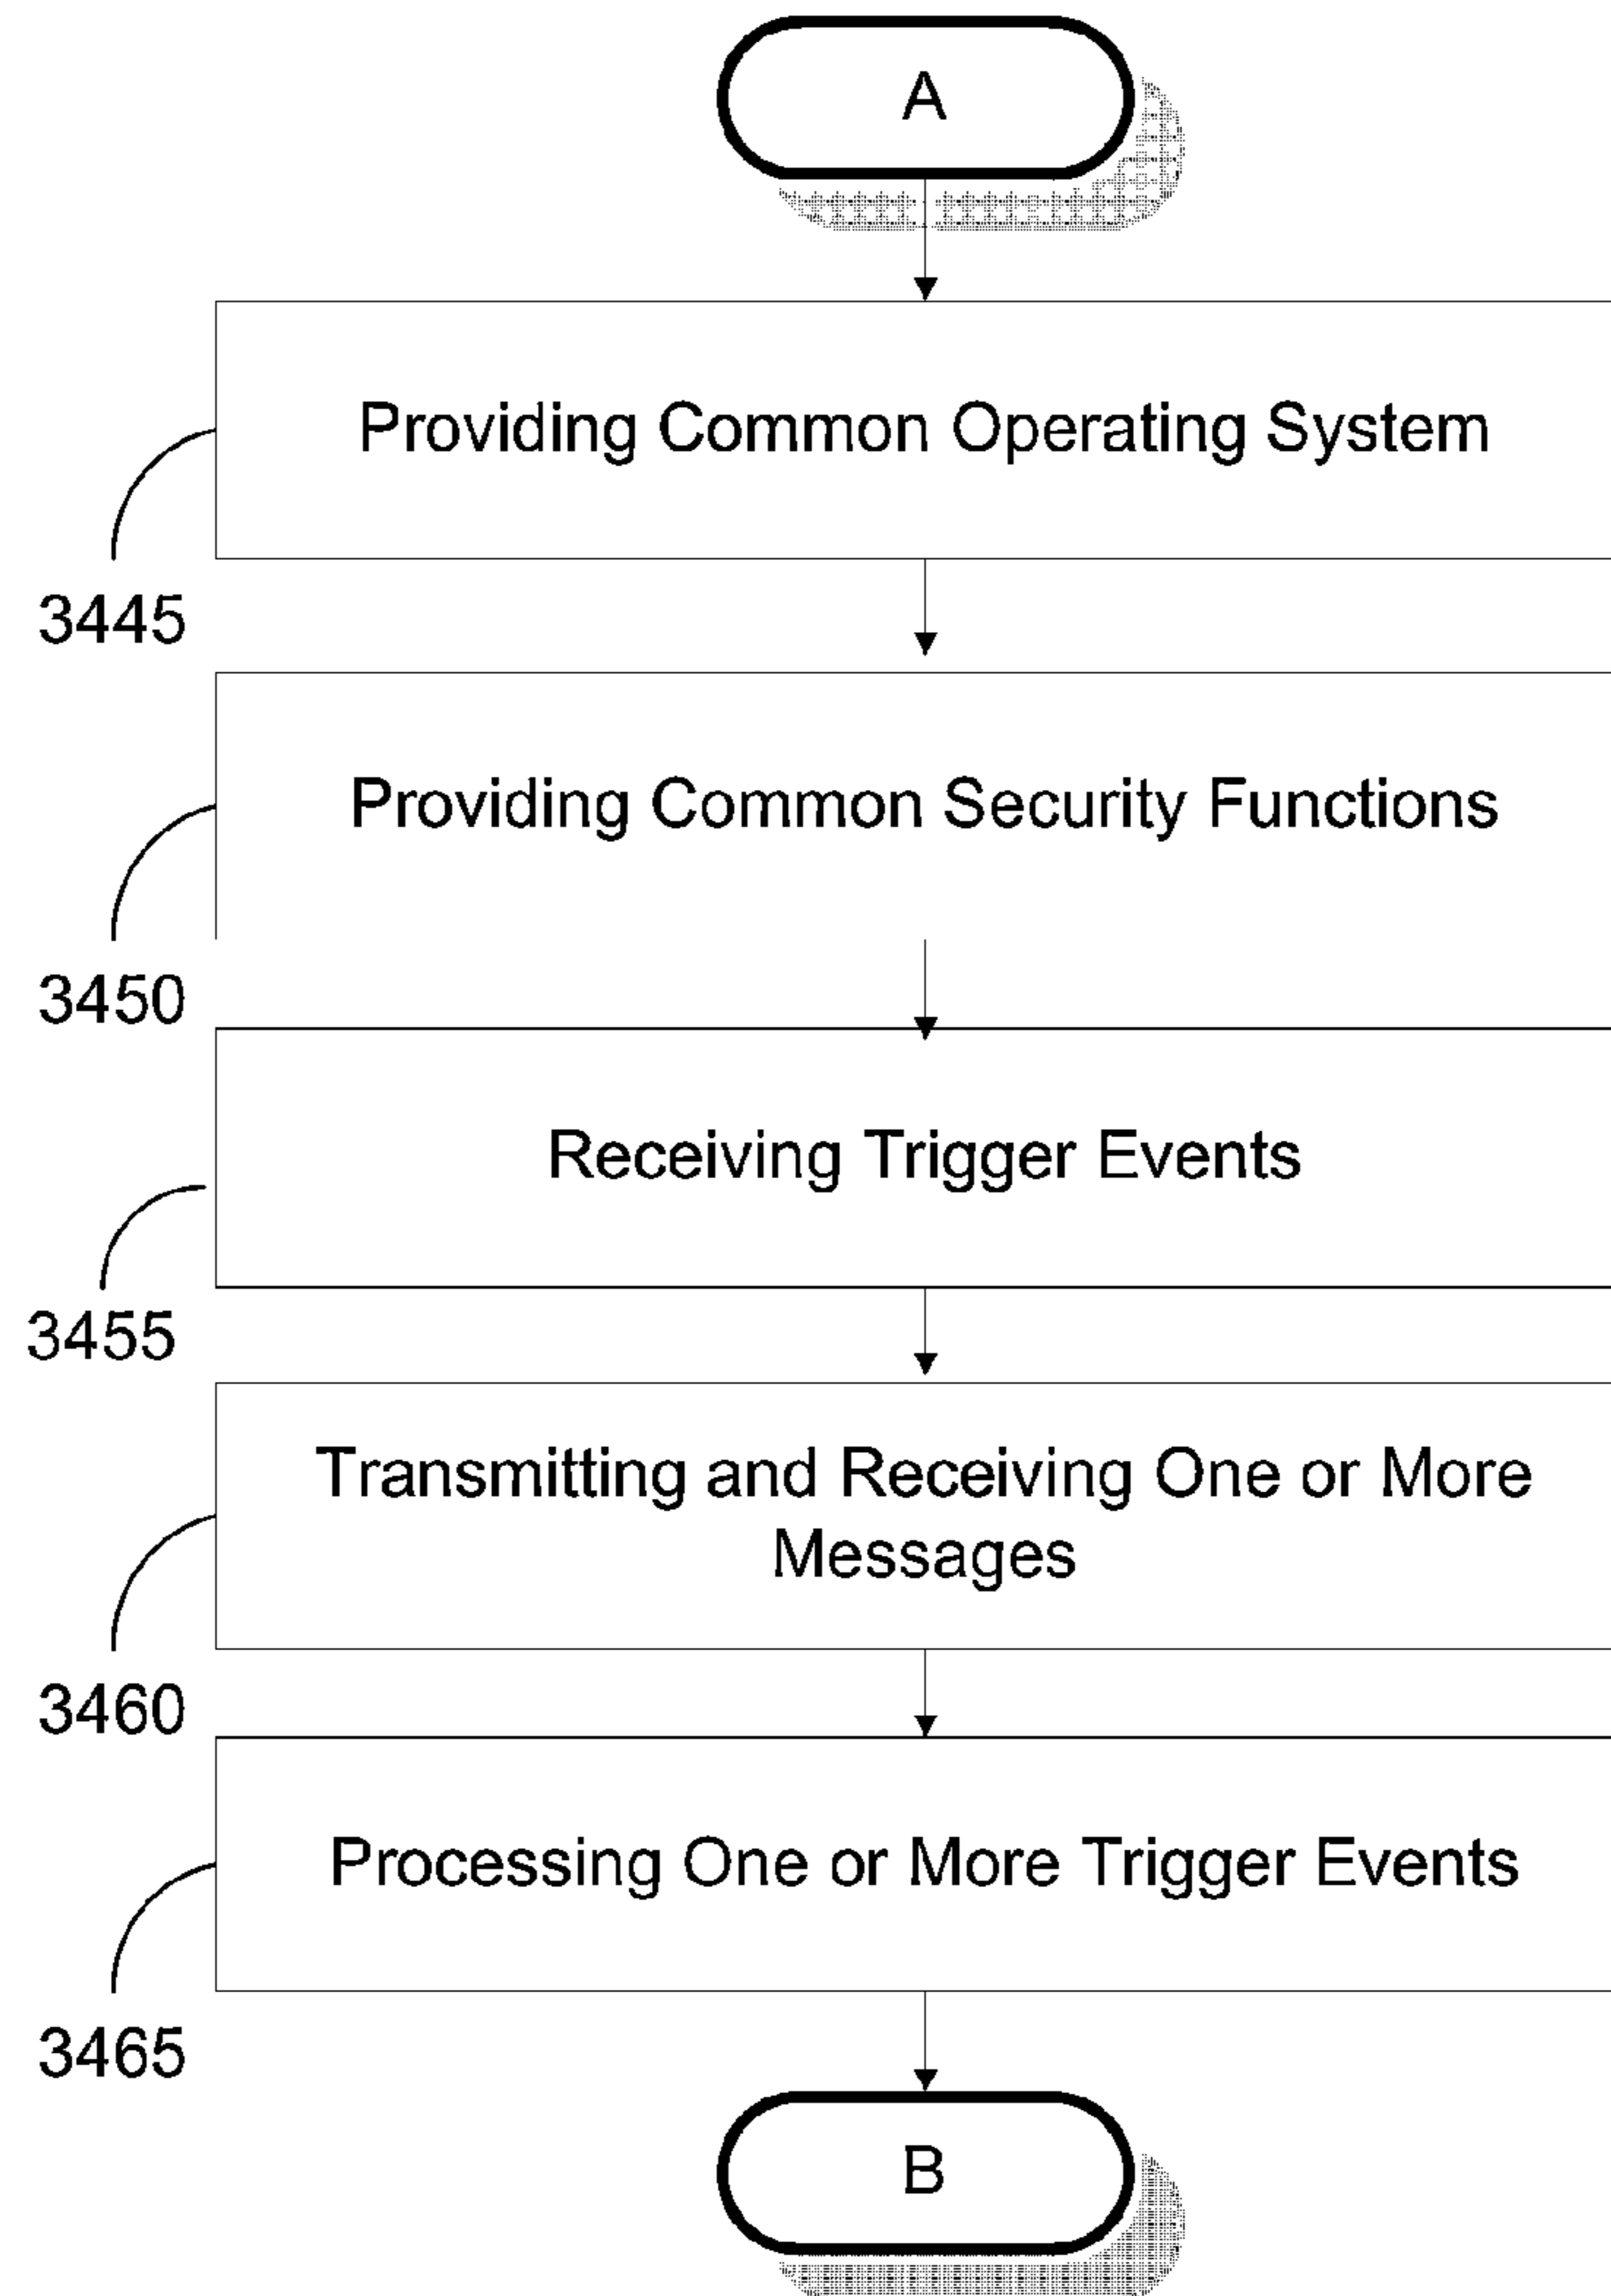 A
Providing Common Operating System
3445
Providing Common Security Functions
3450
Receiving Trigger Events
3455
Transmitting and Receiving One or More
Messages
3460
Processing One or More Trigger Events
3465
B